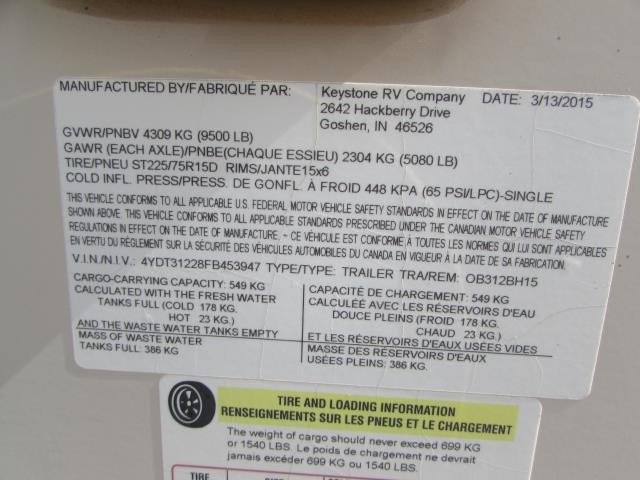 MANUFACTURED BY/FABRIQUÉ PAR: Keystone RV Company DATE: 3/13/2015
2642 Hackberry Drive
Goshen, IN 46526
GVWR/PNBV 4309 KG (9500 LB)
GAWR (EACH AXLE)/PNBE(CHAQUE ESSIEU) 2304 KG (5080 LB)
TIRE/PNEU ST225/75R15D RIMS/JANTE15x6
COLD INFL. PRESS/PRESS. DE GONFL. À FROID 448 KPA (65 PSI/LPC)-SINGLE
THIS VEHICLE CONFORMS TO ALL APPLICABLE U.S. FEDERAL MOTOR VEHICLE SAFETY STANDARDS IN EFFECT ON THE DATE OF MANUFACTURE
SHOWN ABOVE. THIS VEHICLE CONFORMS TO ALL APPLICABLE STANDARDS PRESCRIBED UNDER THE CANADIAN MOTOR VEHICLE SAFETY
REGULATIONS IN EFFECT ON THE DATE OF MANUFACTURE. ~ CE VÉHICULE EST CONFORME À TOUTES LES NORMES QUI LUI SONT APPLICABLES
EN VERTU DU RÉGLEMENT SUR LA SÉCURITÉ DES VÉHICULES AUTOMOBILES DU CANADA EN VIGUEUR À LA DATE DE SA FABRICATION.
V.I.N./N.I.V.: 4YDT31228FB453947 TYPE/TYPE: TRAILER TRA/REM: OB312BH15
CARGO-CARRYING CAPACITY: 549 KG
CALCULATED WITH THE FRESH WATER
TANKS FULL (COLD 178 KG.
HOT 23 KG.)
AND THE WASTE WATER TANKS EMPTY
MASS OF WASTE WATER
TANKS FULL: 386 KG
CAPACITÉ DE CHARGEMENT: 549 KG
CALCULÉE AVEC LES RÉSERVOIRS D'EAU
DOUCE PLEINS (FROID 178 KG.
CHAUD 23 KG.)
ET LES RÉSERVOIRS D'EAUX USÉES VIDES
MASSE DES RÉSERVOIRS D'EAUX
USÉES PLEINS: 386 KG.
TIRE AND LOADING INFORMATION
RENSEIGNEMENTS SUR LES PNEUS ET LE CHARGEMENT
The weight of cargo should never exceed 699 KG
or 1540 LBS. Le poids de chargement ne devrait
jamais excéder 699 KG ou 1540 LBS.
TIRE